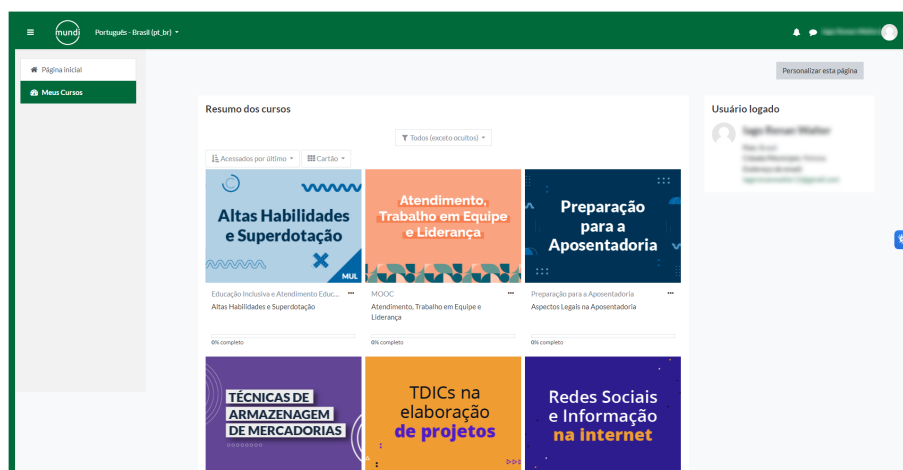 mundi
Português - Brasil (pt_br)
Página inicial
Meus Cursos
Personalizar esta página
Resumo dos cursos
Todos (exceto ocultos)
Acessados por último
Cartão
Altas Habilidades
e Superdotação
MUL
Atendimento,
Trabalho em Equipe
e Liderança
Preparação
para a
Aposentadoria
Educação Inclusiva e Atendimento Educ...
Altas Habilidades e Superdotação
0% completo
MOOC
Atendimento, Trabalho em Equipe e
Liderança
0% completo
Preparação para a Aposentadoria
Aspectos Legais na Aposentadoria
0% completo
TÉCNICAS DE
ARMAZENAGEM
DE MERCADORIAS
TDICs na
elaboração
de projetos
Redes Sociais
e Informação
na internet
Usuário logado